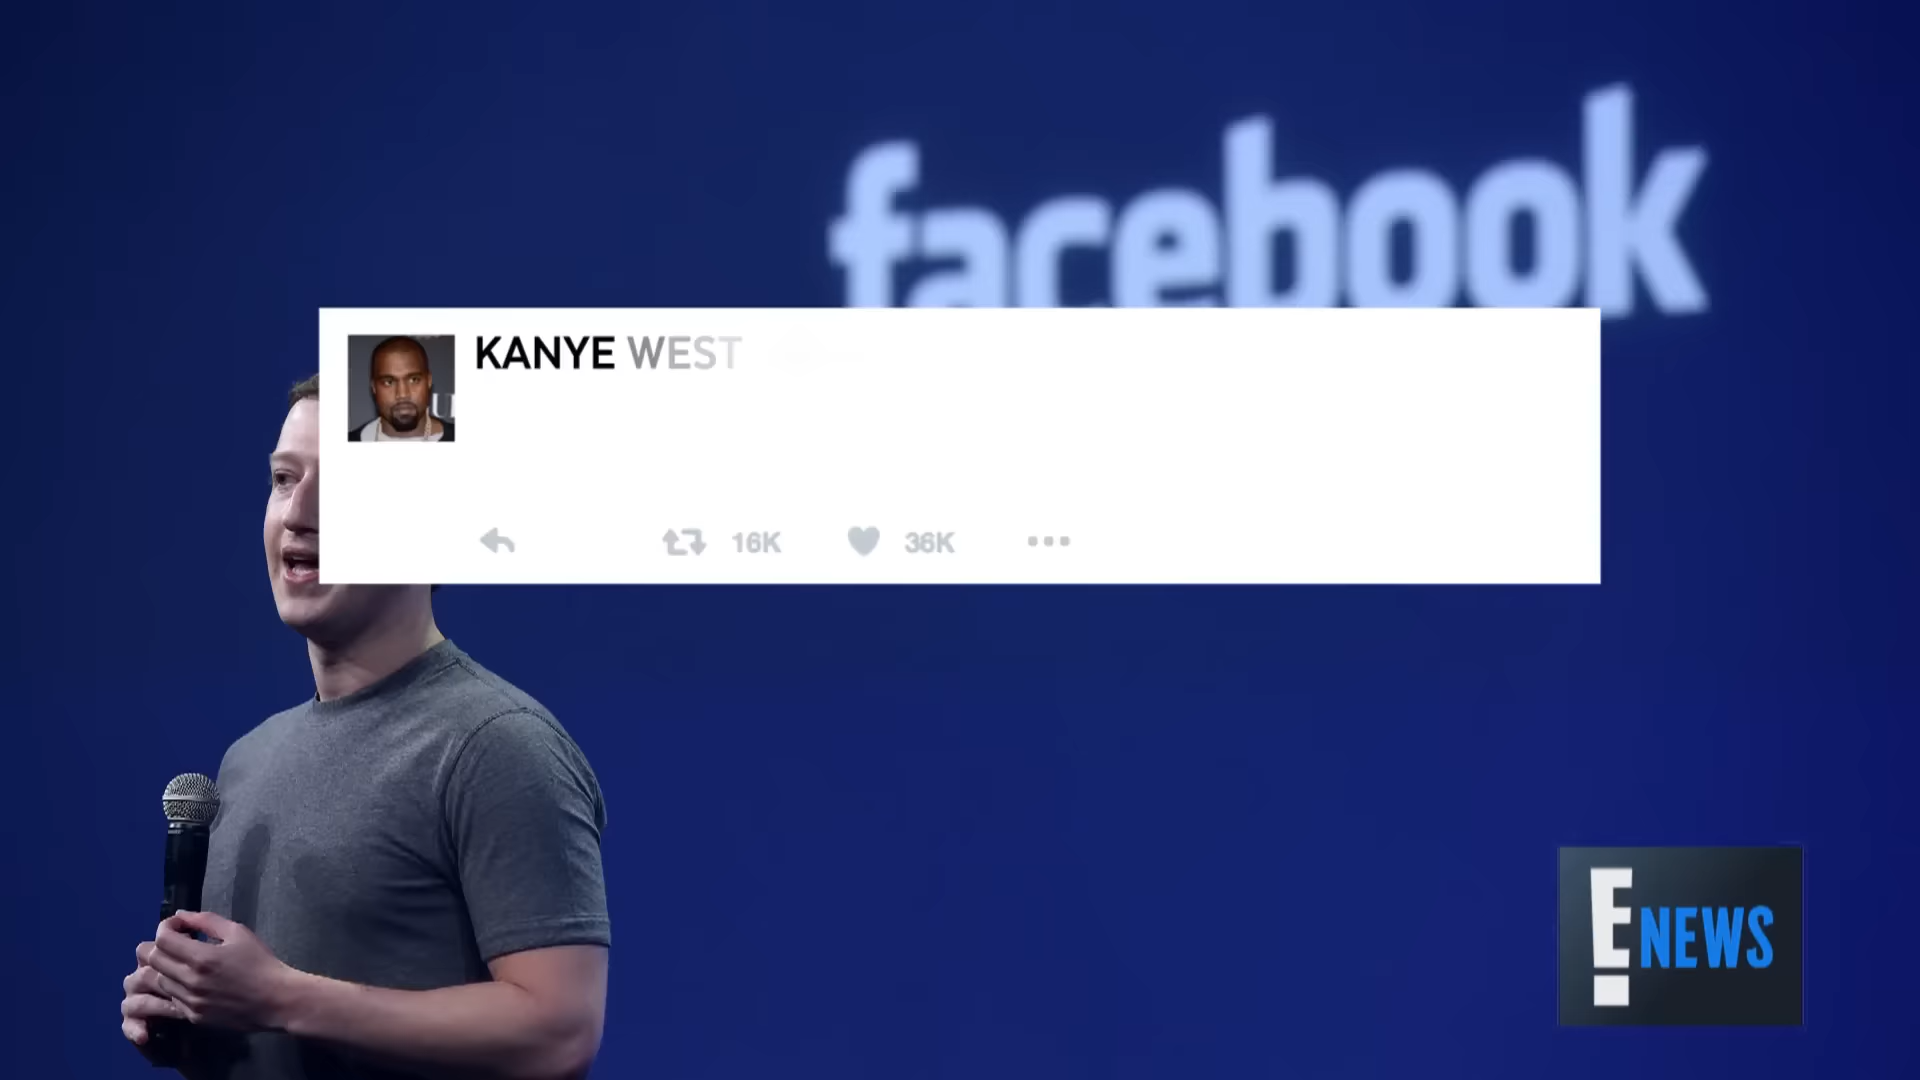 facebook
KANYE WEST
16K
36K
E NEWS